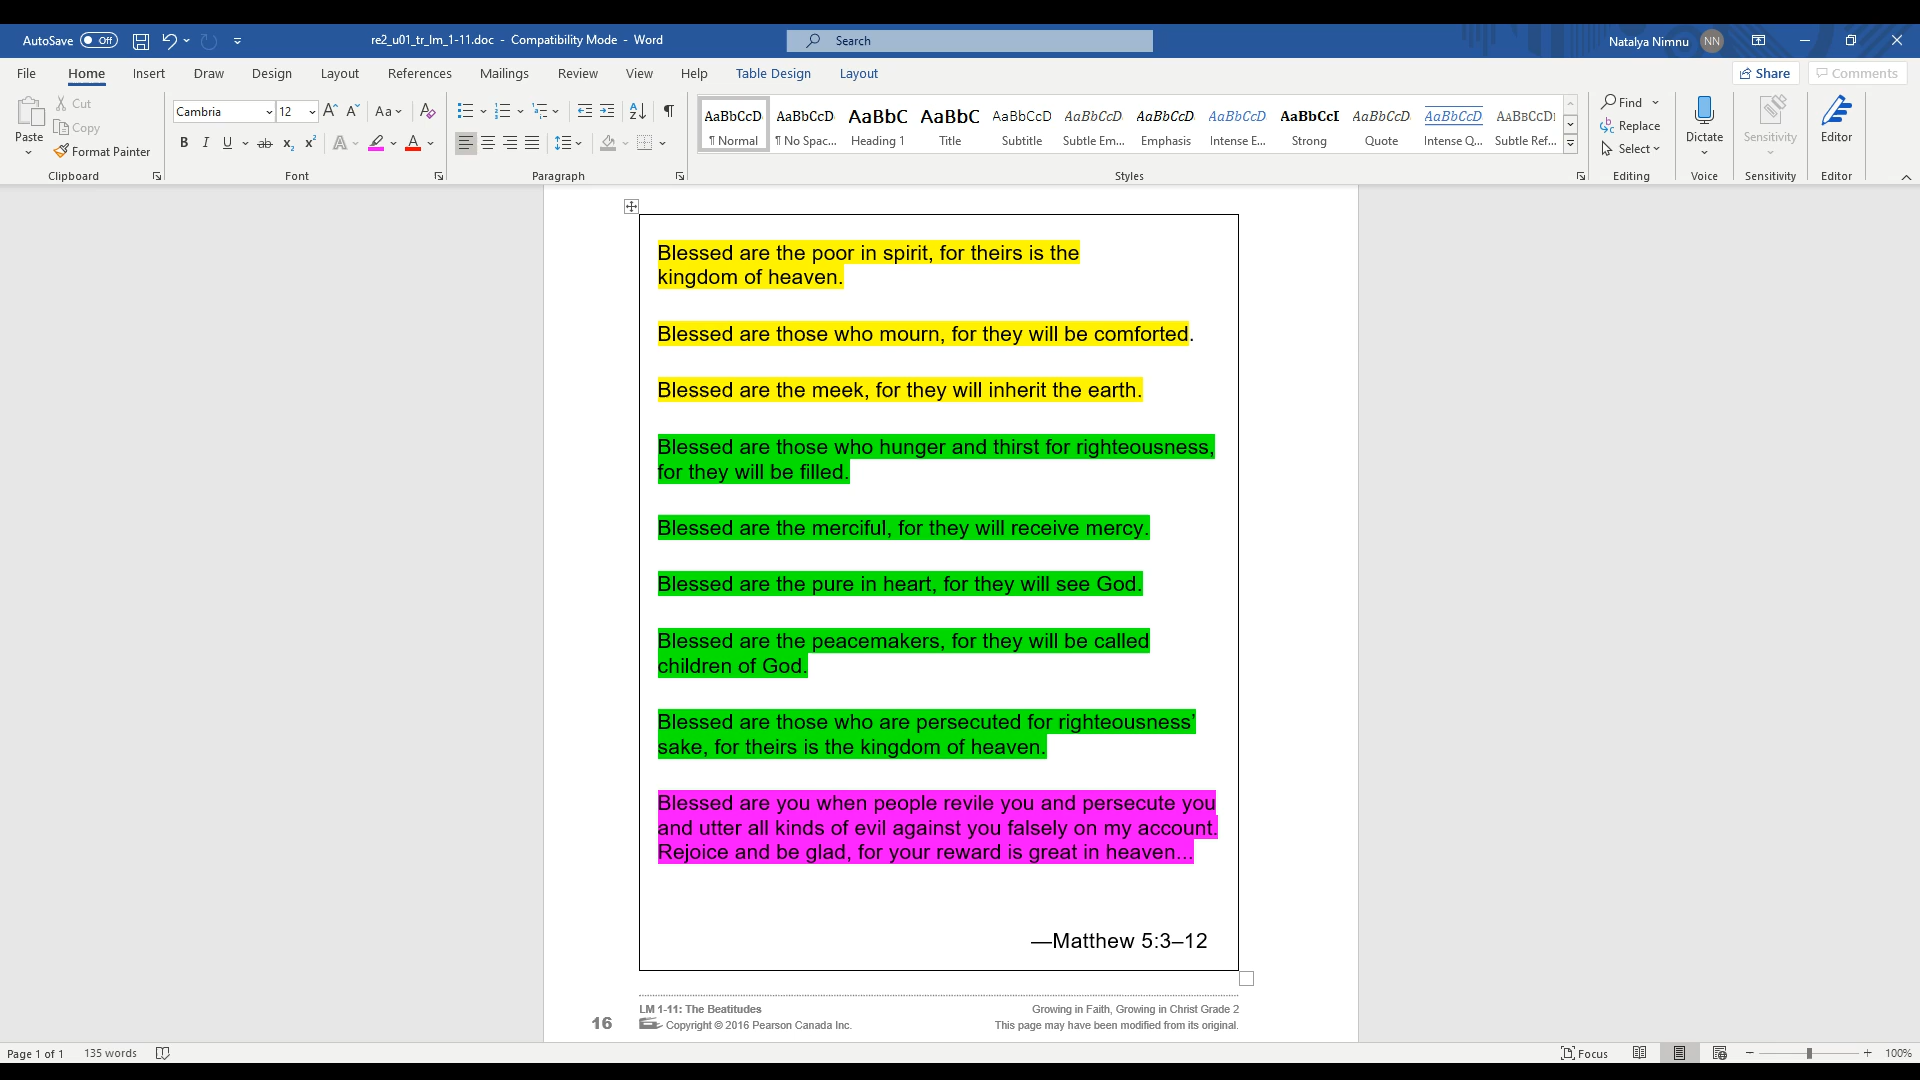 AutoSave Off re2_u01_tr_lm_1-11.doc - Compatibility Mode - Word Search Natalya Nimnu NN
File Home Insert Draw Design Layout References Mailings Review View Help Table Design Layout Share Comments
Paste
Cut
Copy
Format Painter
Clipboard
Cambria 12
Font
Paragraph
AaBbCcD AaBbCcD AaBbC AaBbC AaBbCcD AaBbCcD AaBbCcD AaBbCcD AaBbCcI AaBbCcD AaBbCcD AaBbCcD
¶ Normal ¶ No Spac... Heading 1 Title Subtitle Subtle Em... Emphasis Intense E... Strong Quote Intense Q... Subtle Ref...
Styles
Find
Replace
Select
Editing
Dictate
Voice
Sensitivity
Sensitivity
Editor
Editor
Blessed are the poor in spirit, for theirs is the
kingdom of heaven.
Blessed are those who mourn, for they will be comforted.
Blessed are the meek, for they will inherit the earth.
Blessed are those who hunger and thirst for righteousness,
for they will be filled.
Blessed are the merciful, for they will receive mercy.
Blessed are the pure in heart, for they will see God.
Blessed are the peacemakers, for they will be called
children of God.
Blessed are those who are persecuted for righteousness’
sake, for theirs is the kingdom of heaven.
Blessed are you when people revile you and persecute you
and utter all kinds of evil against you falsely on my account.
Rejoice and be glad, for your reward is great in heaven...
—Matthew 5:3–12
LM 1-11: The Beatitudes Growing in Faith, Growing in Christ Grade 2
16 Copyright © 2016 Pearson Canada Inc. This page may have been modified from its original.
Page 1 of 1 135 words Focus 100%